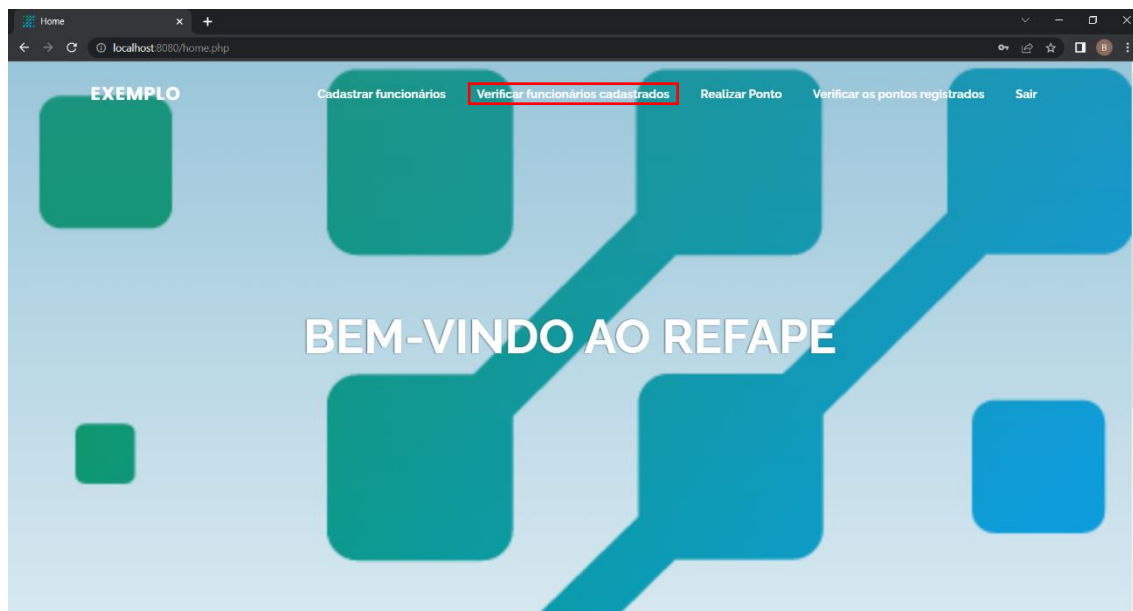 Home
localhost:8080/home.php
B
EXEMPLO
Cadastrar funcionários Verificar funcionários cadastrados Realizar Ponto Verificar os pontos registrados Sair
BEM-VINDO AO REFAPE